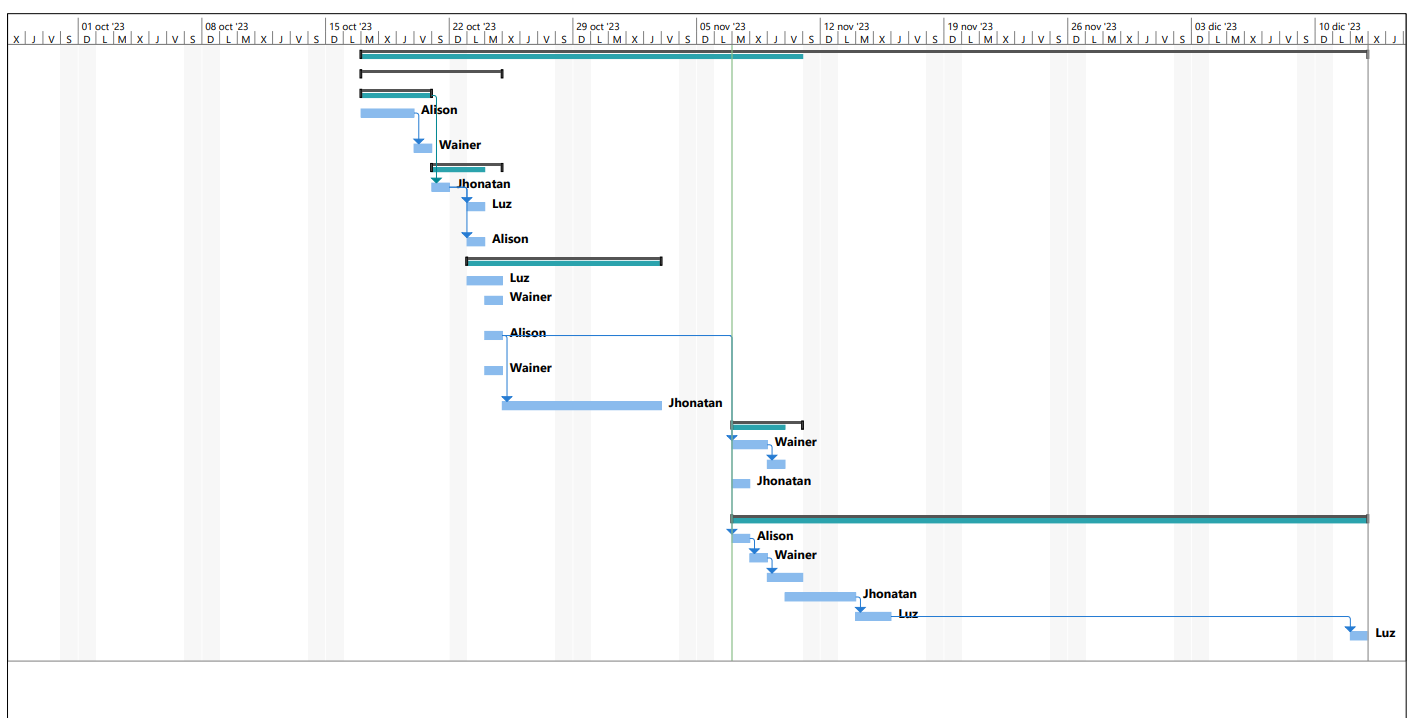 01 oct '23 08 oct '23 15 oct '23 22 oct '23 29 oct '23 05 nov '23 12 nov '23 19 nov '23 26 nov '23 03 dic '23 10 dic '23
X J V S D L M X J V S D L M X J V S D L M X J V S D L M X J V S D L M X J V S D L M X J V S D L M X J V S D L M X J V S D L M X J V S D L M X J V S D L M X J
Alison
Wainer
Jhonatan
Luz
Alison
Luz
Wainer
Alison
Wainer
Jhonatan
Wainer
Jhonatan
Alison
Wainer
Jhonatan
Luz
Luz